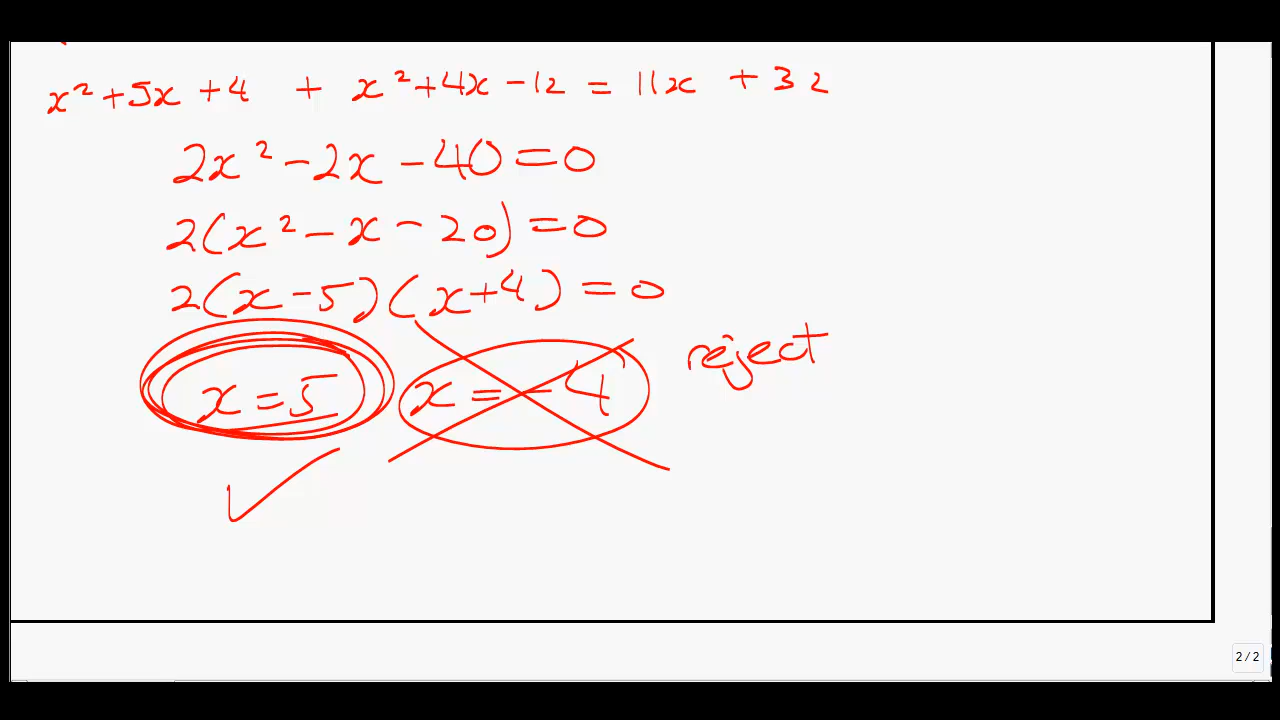 x² + 5x + 4 + x² + 4x - 12 = 11x + 32
2x² - 2x - 40 = 0
2(x² - x - 20) = 0
2(x - 5)(x + 4) = 0
reject
x = 5 x = -4
2/2